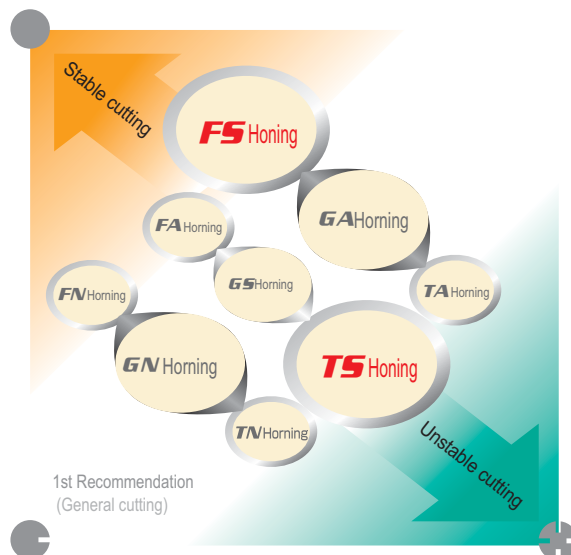 Stable cutting
FS Honing
GA Horning
FA Horning
GS Horning
TA Horning
FN Horning
GN Horning
TS Honing
TN Horning
Unstable cutting
1st Recommendation
(General cutting)